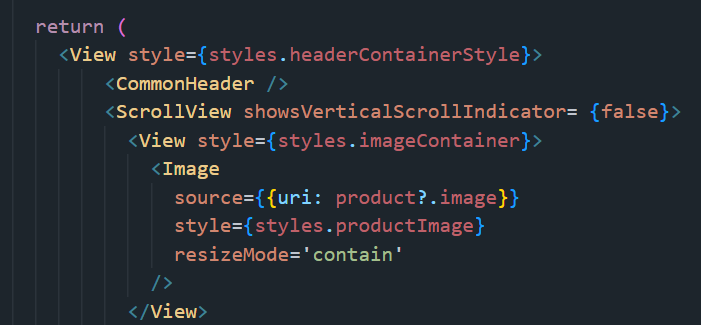 return (
<View style={styles.headerContainerStyle}>
<CommonHeader />
<ScrollView showsVerticalScrollIndicator= {false}>
<View style={styles.imageContainer}>
<Image
source={{uri: product?.image}}
style={styles.productImage}
resizeMode='contain'
/>
</View>